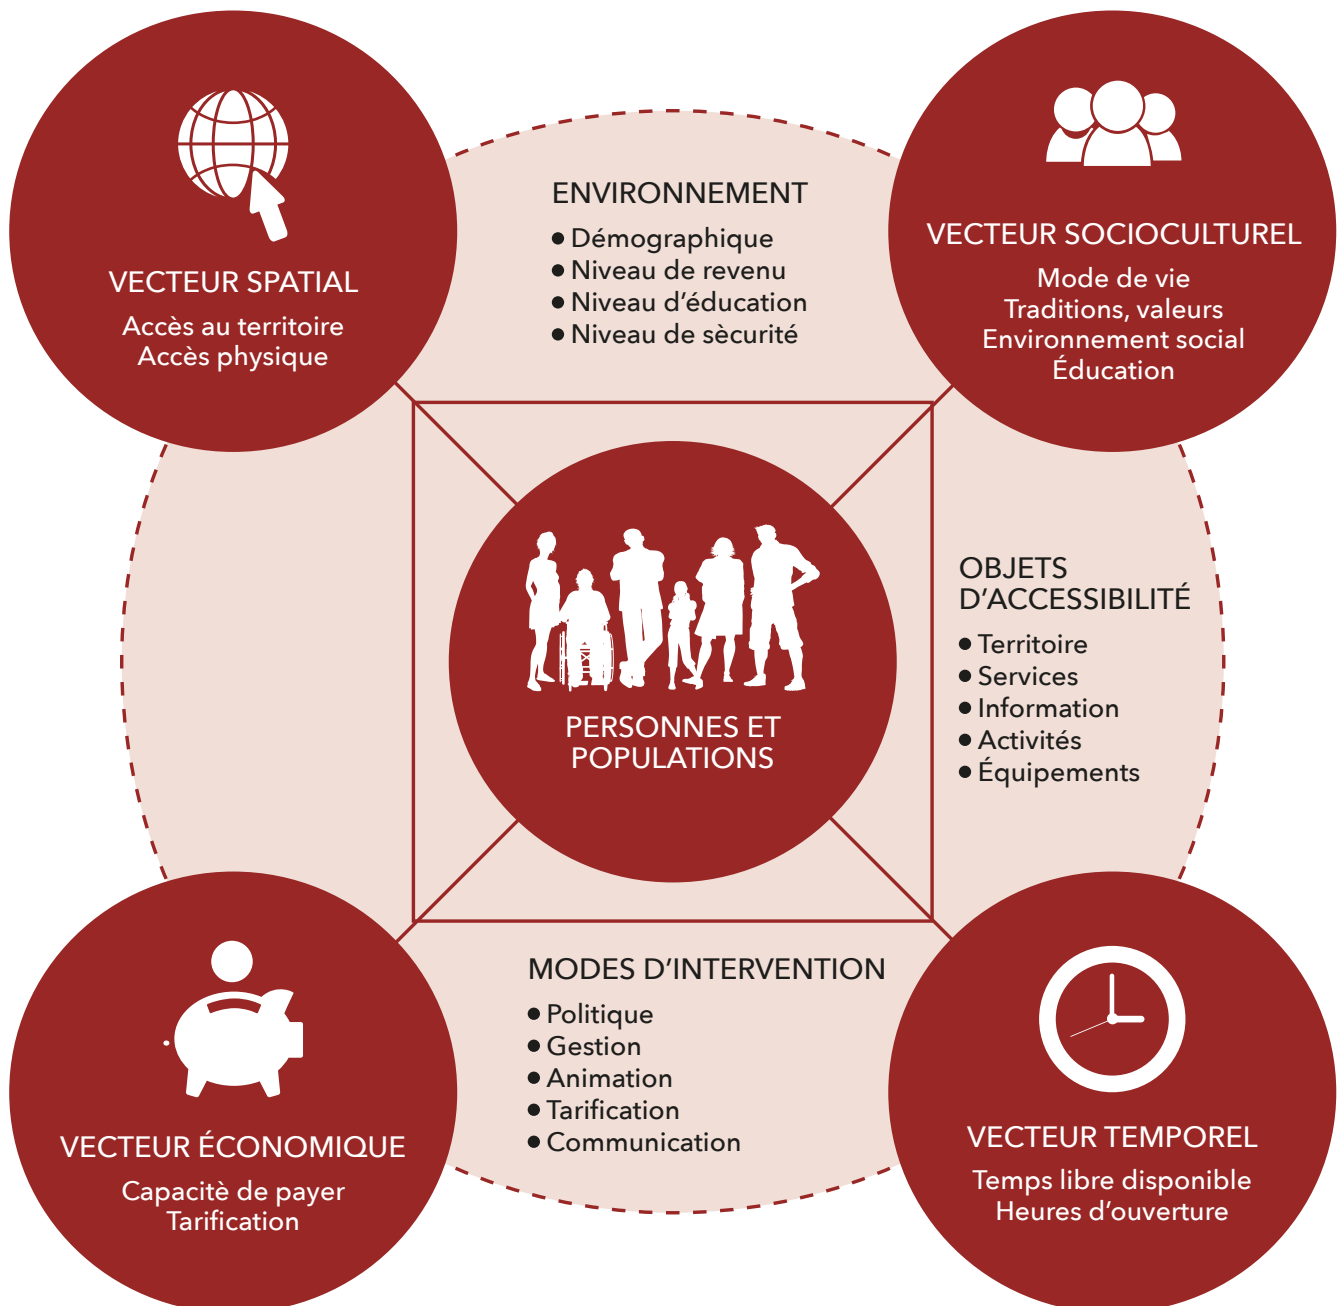 VECTEUR SPATIAL
Accès au territoire
Accès physique
ENVIRONNEMENT
• Démographique
• Niveau de revenu
• Niveau d’éducation
• Niveau de sècurité
VECTEUR SOCIOCULTUREL
Mode de vie
Traditions, valeurs
Environnement social
Éducation
PERSONNES ET
POPULATIONS
OBJETS
D’ACCESSIBILITÉ
• Territoire
• Services
• Information
• Activités
• Équipements
VECTEUR ÉCONOMIQUE
Capacitè de payer
Tarification
MODES D’INTERVENTION
• Politique
• Gestion
• Animation
• Tarification
• Communication
VECTEUR TEMPOREL
Temps libre disponible
Heures d’ouverture